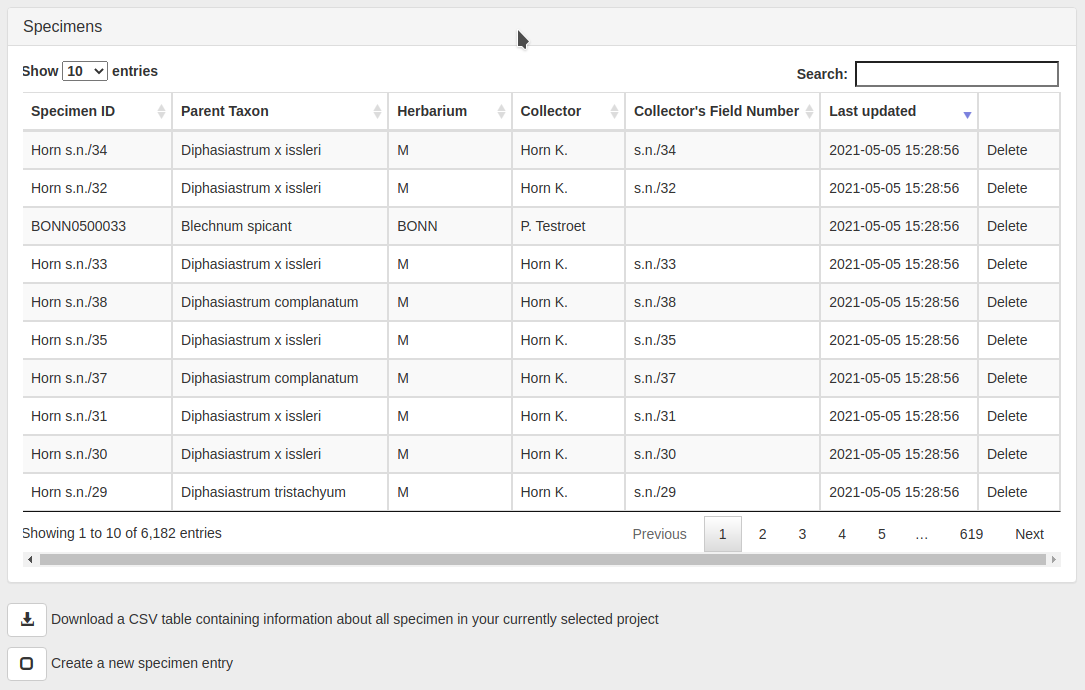 Specimens
Show 10 entries Search:
Specimen ID Parent Taxon Herbarium Collector Collector's Field Number Last updated
Horn s.n./34 Diphasiastrum x issleri M Horn K. s.n./34 2021-05-05 15:28:56 Delete
Horn s.n./32 Diphasiastrum x issleri M Horn K. s.n./32 2021-05-05 15:28:56 Delete
BONN0500033 Blechnum spicant BONN P. Testroet 2021-05-05 15:28:56 Delete
Horn s.n./33 Diphasiastrum x issleri M Horn K. s.n./33 2021-05-05 15:28:56 Delete
Horn s.n./38 Diphasiastrum complanatum M Horn K. s.n./38 2021-05-05 15:28:56 Delete
Horn s.n./35 Diphasiastrum x issleri M Horn K. s.n./35 2021-05-05 15:28:56 Delete
Horn s.n./37 Diphasiastrum complanatum M Horn K. s.n./37 2021-05-05 15:28:56 Delete
Horn s.n./31 Diphasiastrum x issleri M Horn K. s.n./31 2021-05-05 15:28:56 Delete
Horn s.n./30 Diphasiastrum x issleri M Horn K. s.n./30 2021-05-05 15:28:56 Delete
Horn s.n./29 Diphasiastrum tristachyum M Horn K. s.n./29 2021-05-05 15:28:56 Delete
Showing 1 to 10 of 6,182 entries Previous 1 2 3 4 5 … 619 Next
Download a CSV table containing information about all specimen in your currently selected project
Create a new specimen entry